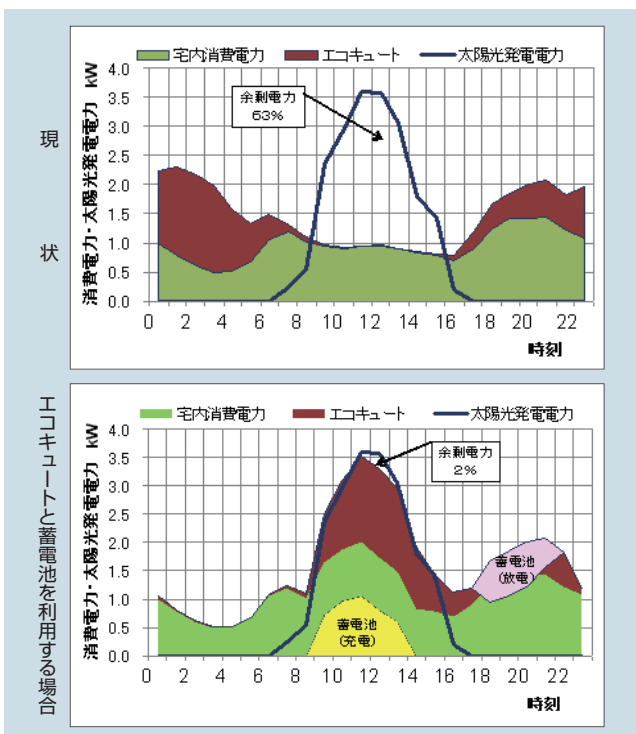 現状
宅内消費電力 エコキュート 太陽光発電電力
消費電力・太陽光発電電力 kW
4.0
3.5
3.0
2.5
2.0
1.5
1.0
0.5
0.0
余剰電力
63%
0 2 4 6 8 10 12 14 16 18 20 22
時刻
エコキュートと蓄電池を利用する場合
宅内消費電力 エコキュート 太陽光発電電力
消費電力・太陽光発電電力 kW
4.0
3.5
3.0
2.5
2.0
1.5
1.0
0.5
0.0
余剰電力
2%
蓄電池
(放電)
蓄電池
(充電)
0 2 4 6 8 10 12 14 16 18 20 22
時刻